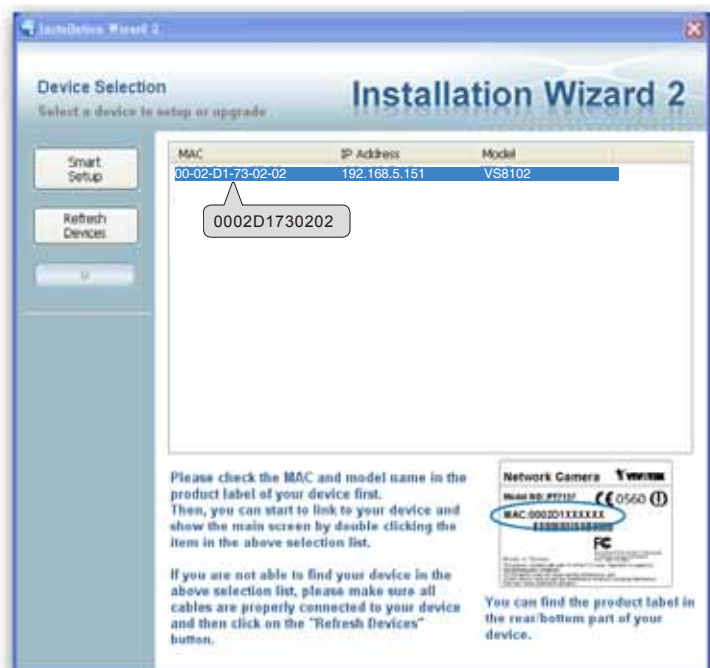 Installation Wizard 2
Device Selection
Select a device to setup or upgrade
Installation Wizard 2
Smart
Setup
Refresh
Devices
MAC IP Address Model
00-02-D1-73-02-02 192.168.5.151 VS8102
0002D1730202
Please check the MAC and model name in the
product label of your device first.
Then, you can start to link to your device and
show the main screen by double clicking the
item in the above selection list.
If you are not able to find your device in the
above selection list, please make sure all
cables are properly connected to your device
and then click on the "Refresh Devices"
button.
Network Camera
MAC:0002D1XXXXXX
CE 0560
FC
You can find the product label in
the rear/bottom part of your
device.